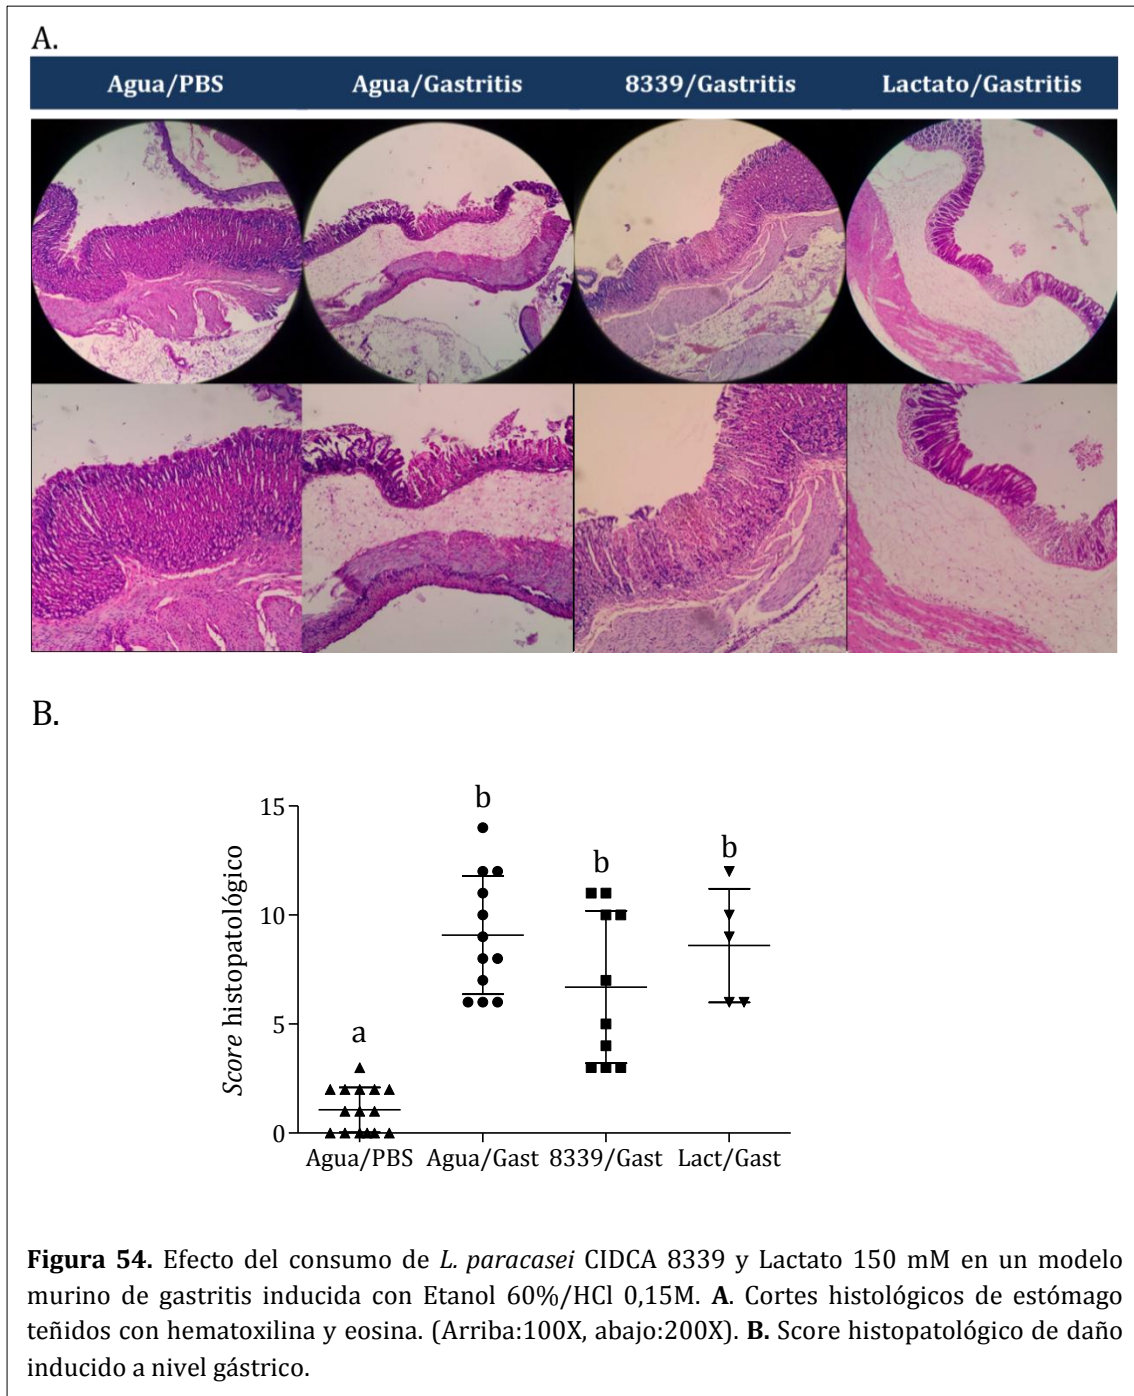 A.
Agua/PBS Agua/Gastritis 8339/Gastritis Lactato/Gastritis
B.
15
10
5
0
Score histopatológico
a
b
b
b
Agua/PBS Agua/Gast 8339/Gast Lact/Gast
Figura 54. Efecto del consumo de L. paracasei CIDCA 8339 y Lactato 150 mM en un modelo
murino de gastritis inducida con Etanol 60%/HCl 0,15M. A. Cortes histológicos de estómago
teñidos con hematoxilina y eosina. (Arriba:100X, abajo:200X). B. Score histopatológico de daño
inducido a nivel gástrico.